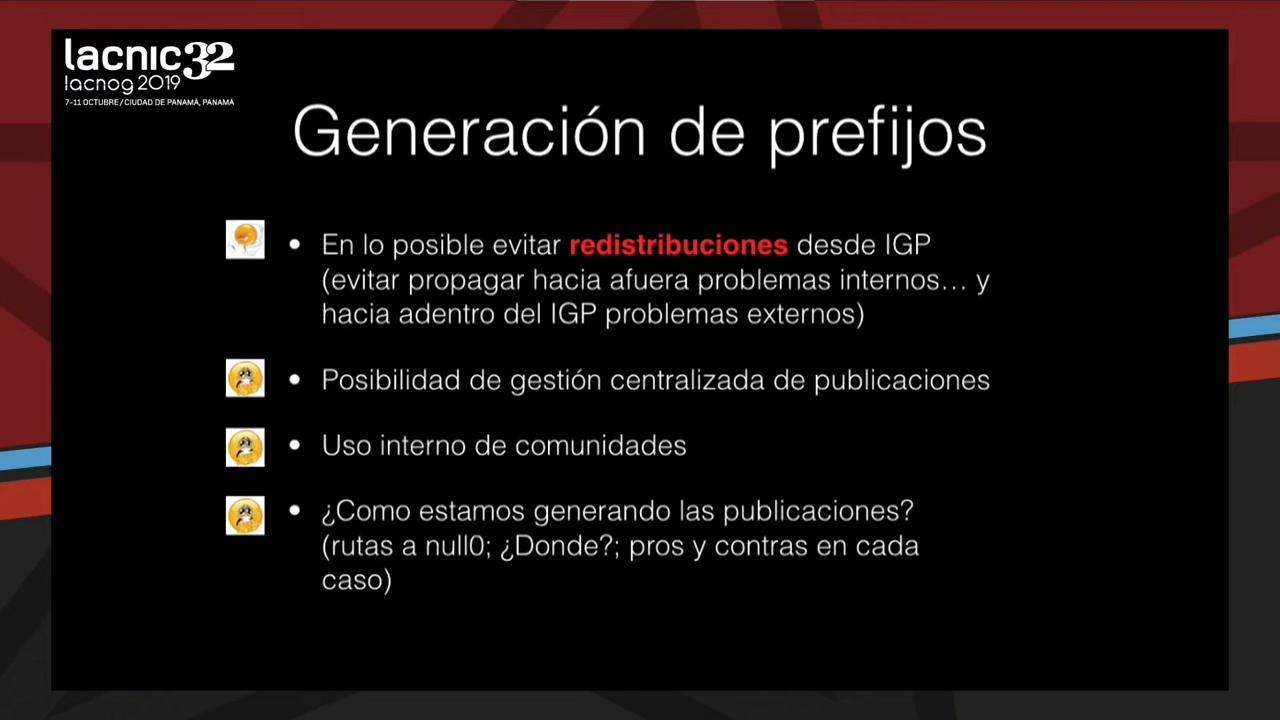 lacnic32
lacnog 2019
7-11 OCTUBRE / CIUDAD DE PANAMÁ, PANAMÁ
Generación de prefijos
• En lo posible evitar redistribuciones desde IGP
(evitar propagar hacia afuera problemas internos... y
hacia adentro del IGP problemas externos)
• Posibilidad de gestión centralizada de publicaciones
• Uso interno de comunidades
• ¿Como estamos generando las publicaciones?
(rutas a null0; ¿Donde?; pros y contras en cada
caso)